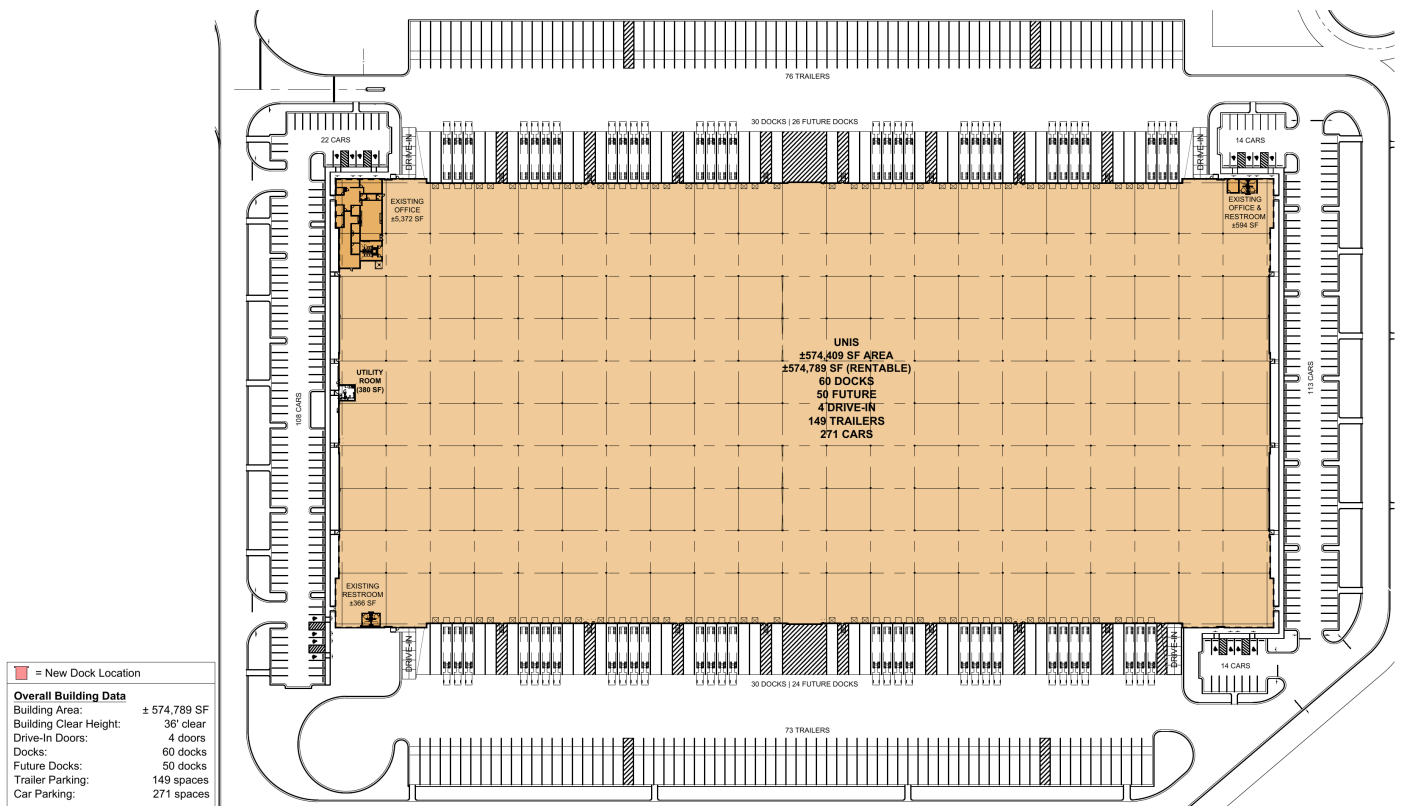 76 TRAILERS
30 DOCKS | 26 FUTURE DOCKS
22 CARS
14 CARS
DRIVE-IN
DRIVE-IN
EXISTING
OFFICE
±5,372 SF
EXISTING
OFFICE &
RESTROOM
±594 SF
UNIS
±574,409 SF AREA
±574,789 SF (RENTABLE)
60 DOCKS
50 FUTURE
4 DRIVE-IN
149 TRAILERS
271 CARS
UTILITY
ROOM
(380 SF)
108 CARS
113 CARS
EXISTING
RESTROOM
±366 SF
DRIVE-IN
DRIVE-IN
14 CARS
30 DOCKS | 24 FUTURE DOCKS
73 TRAILERS
= New Dock Location
Overall Building Data
Building Area: ± 574,789 SF
Building Clear Height: 36' clear
Drive-In Doors: 4 doors
Docks: 60 docks
Future Docks: 50 docks
Trailer Parking: 149 spaces
Car Parking: 271 spaces